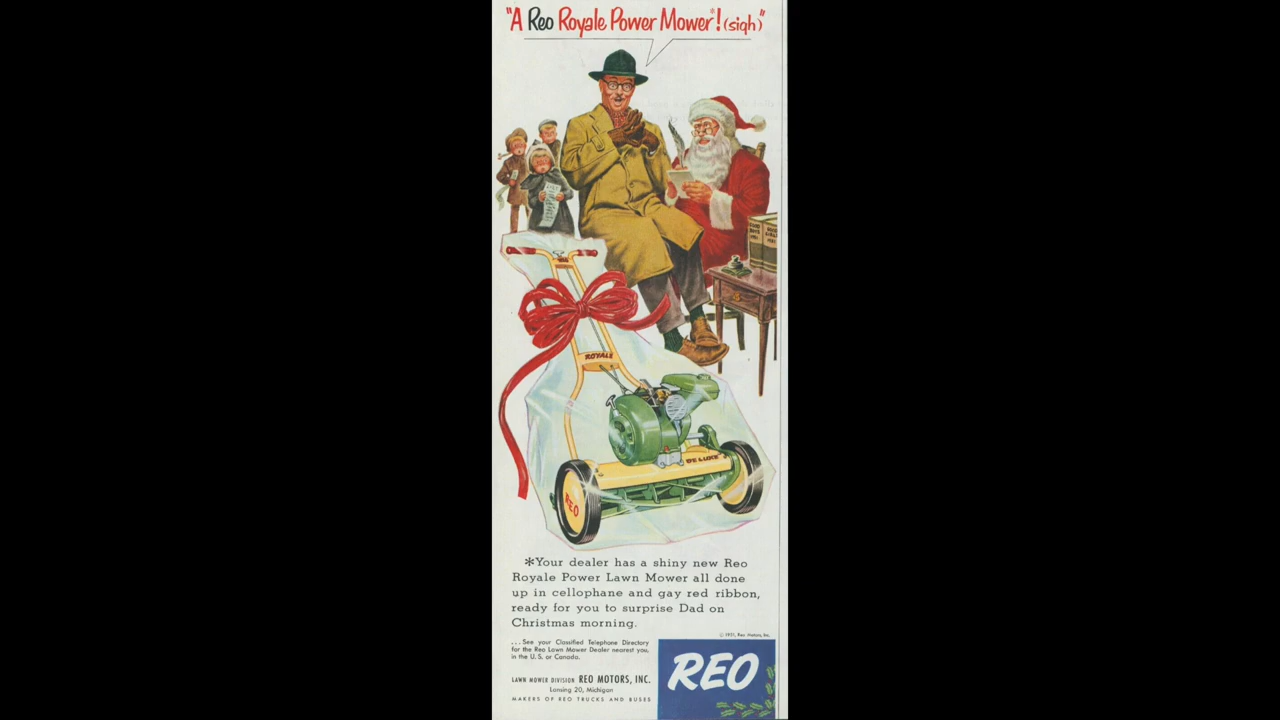 "A Reo Royale Power Mower*! (sigh)"
ROYALE
DE LUXE
REO
*Your dealer has a shiny new Reo
Royale Power Lawn Mower all done
up in cellophane and gay red ribbon,
ready for you to surprise Dad on
Christmas morning.
© 1951, Reo Motors, Inc.
... See your Classified Telephone Directory
for the Reo Lawn Mower Dealer nearest you,
in the U. S. or Canada.
LAWN MOWER DIVISION REO MOTORS, INC.
Lansing 20, Michigan
MAKERS OF REO TRUCKS AND BUSES
REO